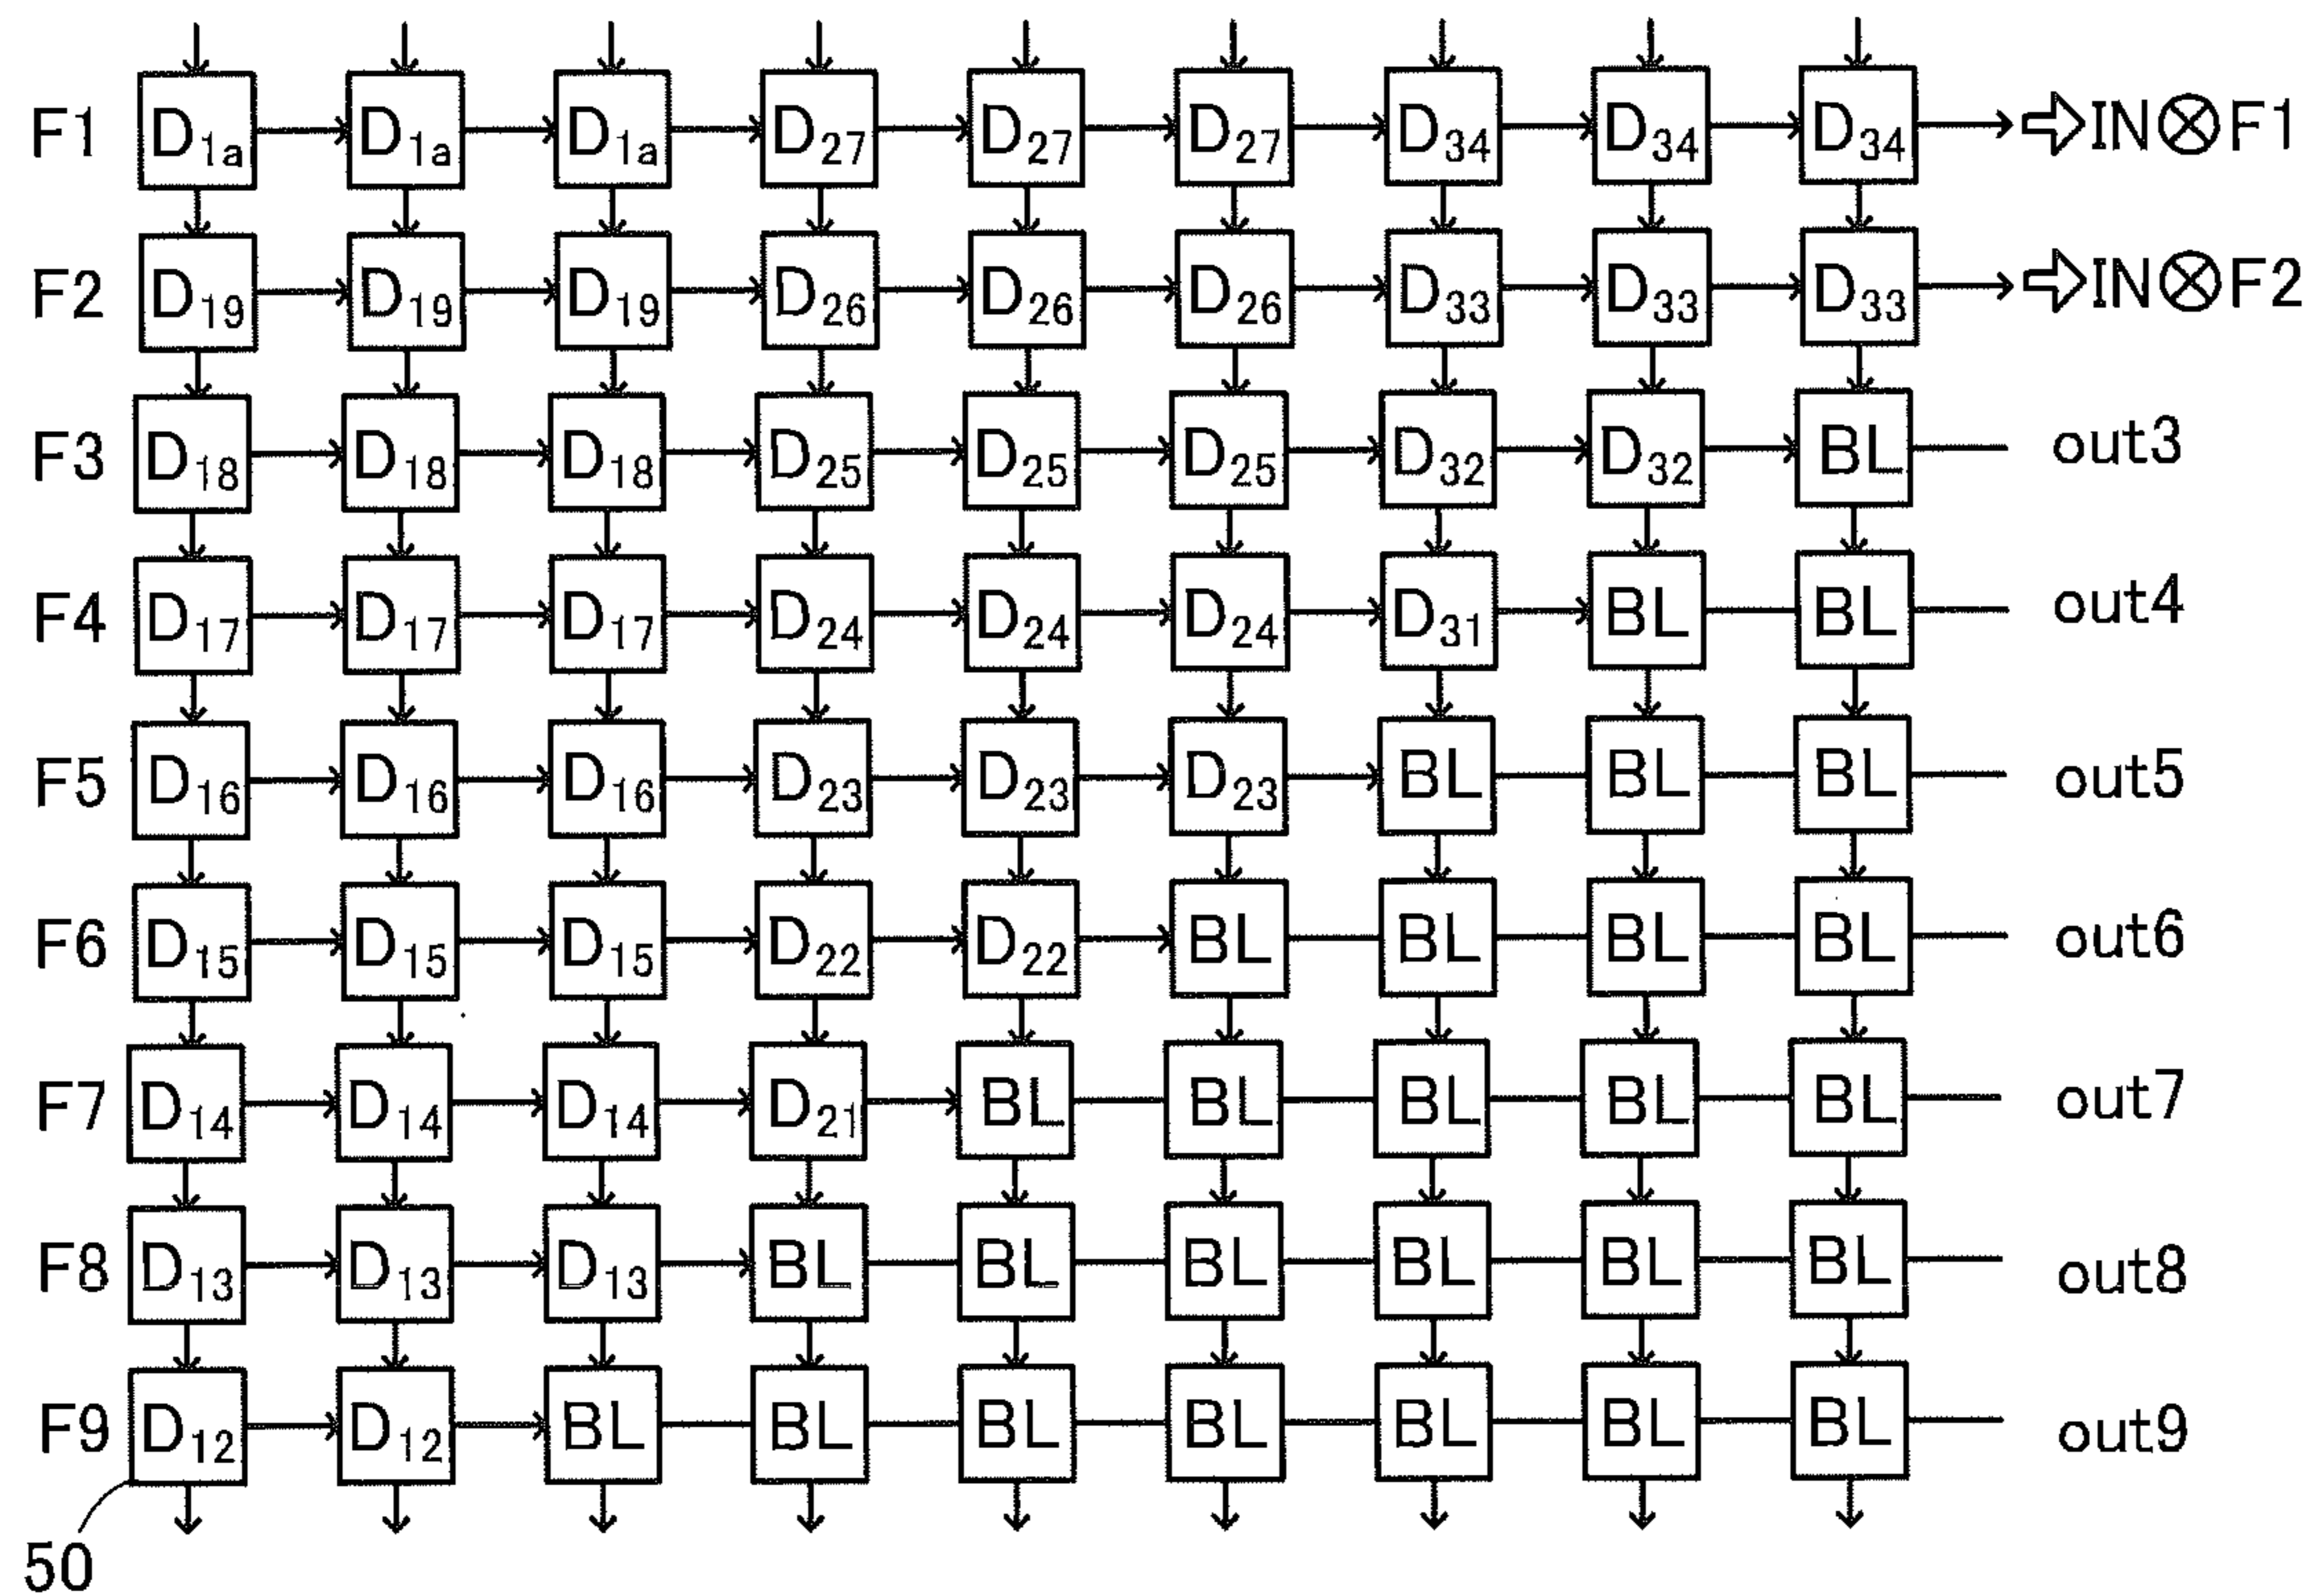 F1 D1a D1a D1a D27 D27 D27 D34 D34 D34 IN⊗F1
F2 D19 D19 D19 D26 D26 D26 D33 D33 D33 IN⊗F2
F3 D18 D18 D18 D25 D25 D25 D32 D32 BL out3
F4 D17 D17 D17 D24 D24 D24 D31 BL BL out4
F5 D16 D16 D16 D23 D23 D23 BL BL BL out5
F6 D15 D15 D15 D22 D22 BL BL BL BL out6
F7 D14 D14 D14 D21 BL BL BL BL BL out7
F8 D13 D13 D13 BL BL BL BL BL BL out8
F9 D12 D12 BL BL BL BL BL BL BL out9
50